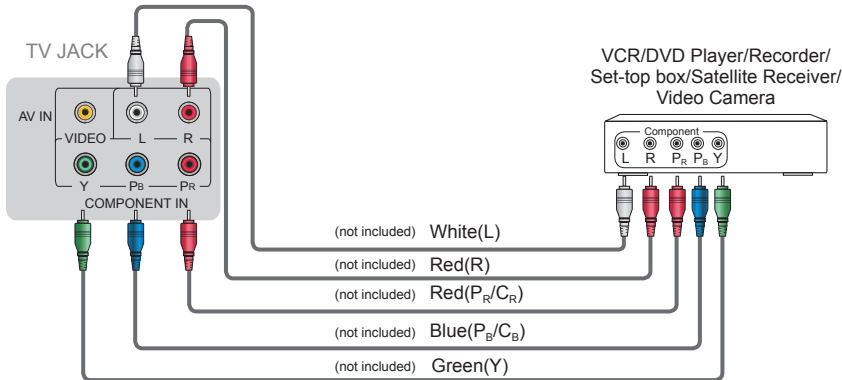 TV JACK
VCR/DVD Player/Recorder/
Set-top box/Satellite Receiver/
Video Camera
AV IN
VIDEO L R
Y PB PR
COMPONENT IN
Component
L R PR PB Y
(not included) White(L)
(not included) Red(R)
(not included) Red(PR/CR)
(not included) Blue(PB/CB)
(not included) Green(Y)